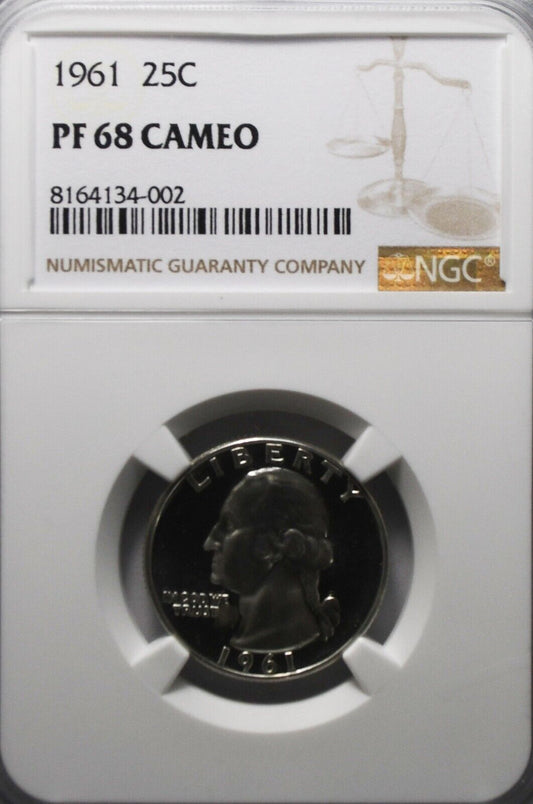 1961 25C
PF 68 CAMEO
8164134-002
NUMISMATIC GUARANTY COMPANY
NGC®
LIBERTY
IN GOD WE
TRUST
1961